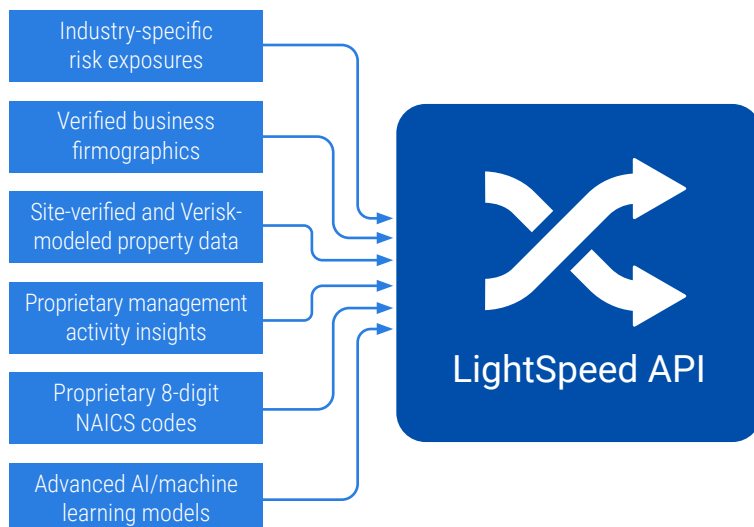 Industry-specific
risk exposures
Verified business
firmographics
Site-verified and Verisk-
modeled property data
Proprietary management
activity insights
Proprietary 8-digit
NAICS codes
Advanced AI/machine
learning models
LightSpeed API